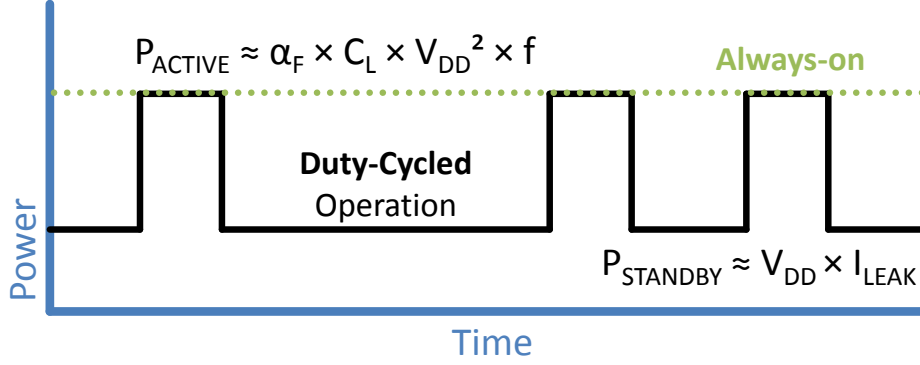 P_ACTIVE ≈ α_F × C_L × V_DD² × f
Always-on
Duty-Cycled
Operation
P_STANDBY ≈ V_DD × I_LEAK
Power
Time